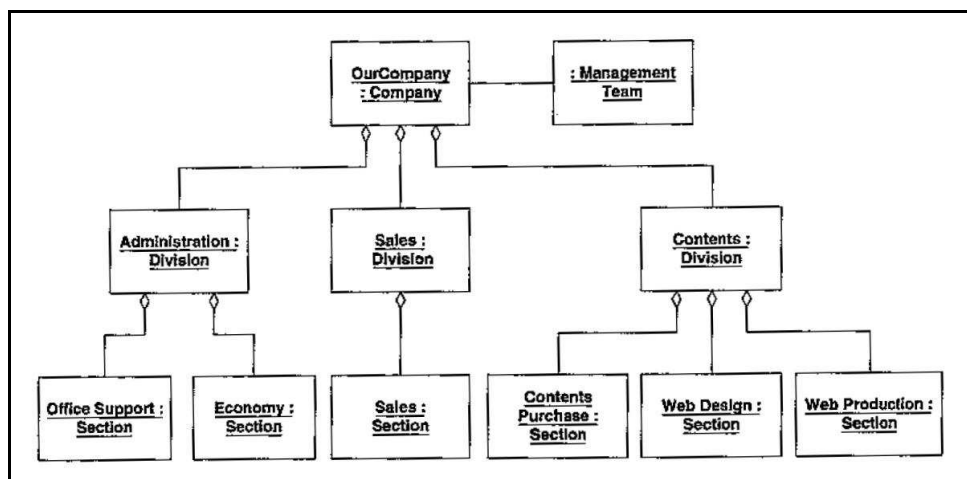 OurCompany
: Company
: Management
Team
Administration :
Division
Sales :
Division
Contents :
Division
Office Support :
Section
Economy :
Section
Sales :
Section
Contents
Purchase :
Section
Web Design :
Section
Web Production :
Section